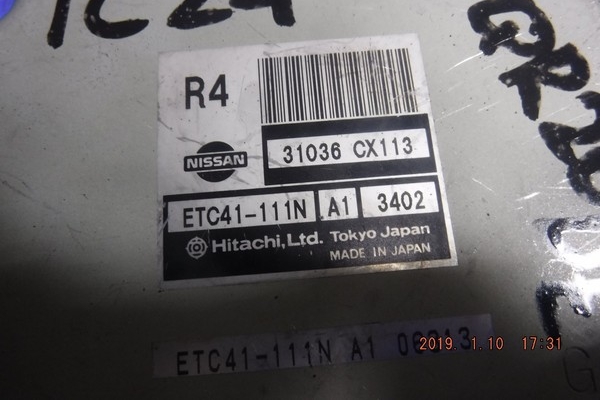 R4
NISSAN
31036 CX113
ETC41-111N A1 3402
Hitachi, Ltd. Tokyo Japan
MADE IN JAPAN
ETC41-111N A1
2019. 1.10 17:31